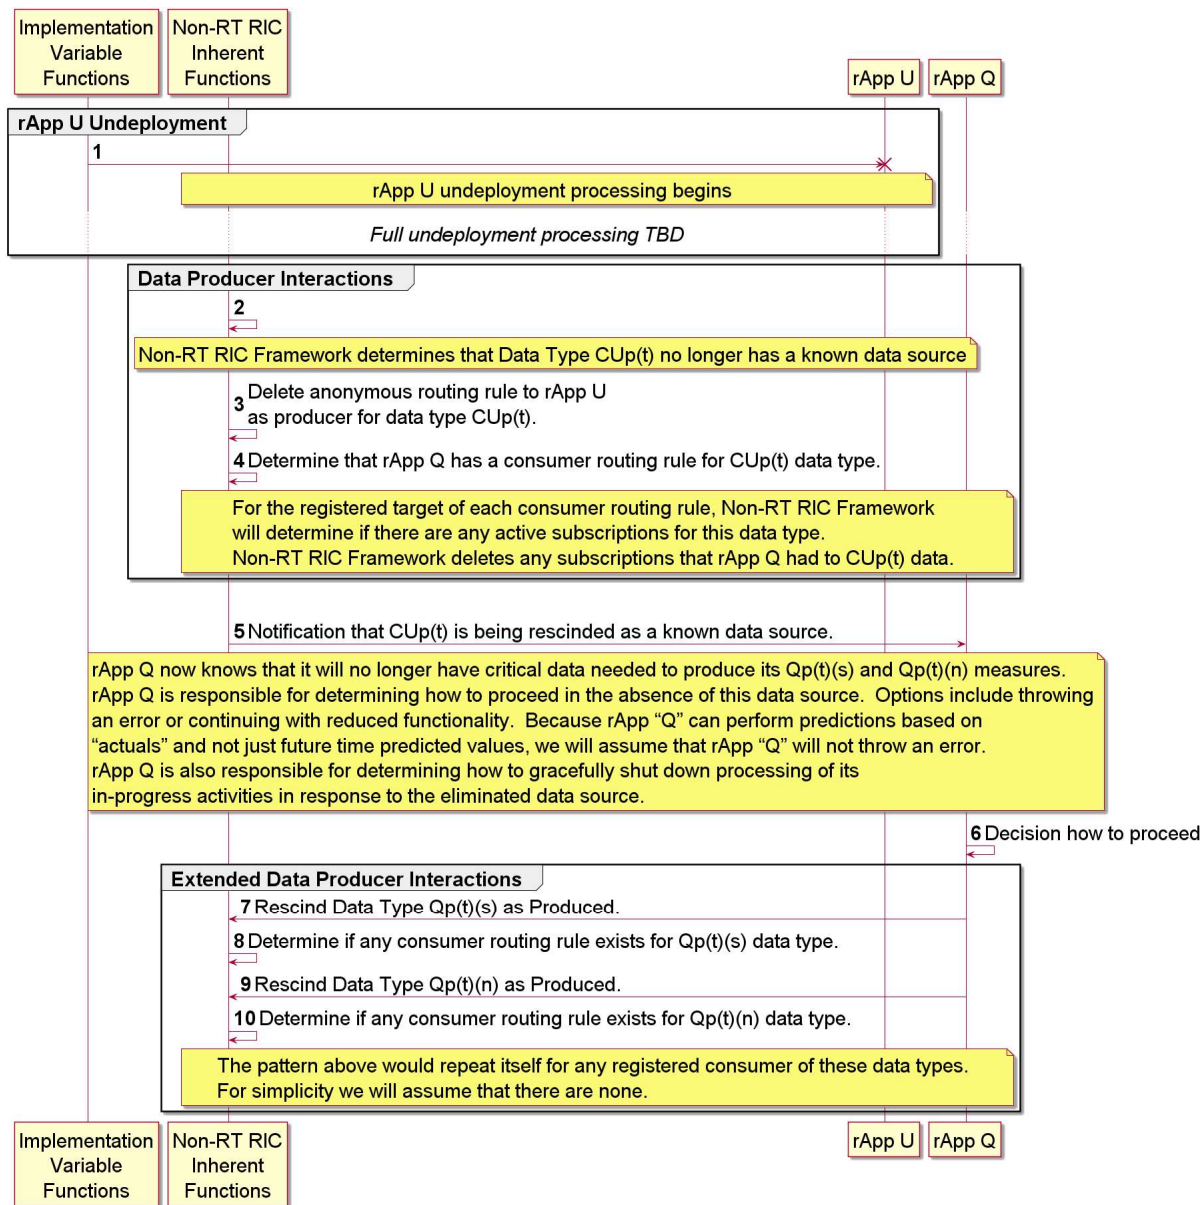 Implementation
Variable
Functions
Non-RT RIC
Inherent
Functions
rApp U
rApp Q
rApp U Undeployment
1
rApp U undeployment processing begins
Full undeployment processing TBD
Data Producer Interactions
2
Non-RT RIC Framework determines that Data Type CUp(t) no longer has a known data source
3 Delete anonymous routing rule to rApp U
as producer for data type CUp(t).
4 Determine that rApp Q has a consumer routing rule for CUp(t) data type.
For the registered target of each consumer routing rule, Non-RT RIC Framework
will determine if there are any active subscriptions for this data type.
Non-RT RIC Framework deletes any subscriptions that rApp Q had to CUp(t) data.
5 Notification that CUp(t) is being rescinded as a known data source.
rApp Q now knows that it will no longer have critical data needed to produce its Qp(t)(s) and Qp(t)(n) measures.
rApp Q is responsible for determining how to proceed in the absence of this data source.  Options include throwing
an error or continuing with reduced functionality.  Because rApp “Q” can perform predictions based on
“actuals” and not just future time predicted values, we will assume that rApp “Q” will not throw an error.
rApp Q is also responsible for determining how to gracefully shut down processing of its
in-progress activities in response to the eliminated data source.
6 Decision how to proceed
Extended Data Producer Interactions
7 Rescind Data Type Qp(t)(s) as Produced.
8 Determine if any consumer routing rule exists for Qp(t)(s) data type.
9 Rescind Data Type Qp(t)(n) as Produced.
10 Determine if any consumer routing rule exists for Qp(t)(n) data type.
The pattern above would repeat itself for any registered consumer of these data types.
For simplicity we will assume that there are none.
Implementation
Variable
Functions
Non-RT RIC
Inherent
Functions
rApp U
rApp Q